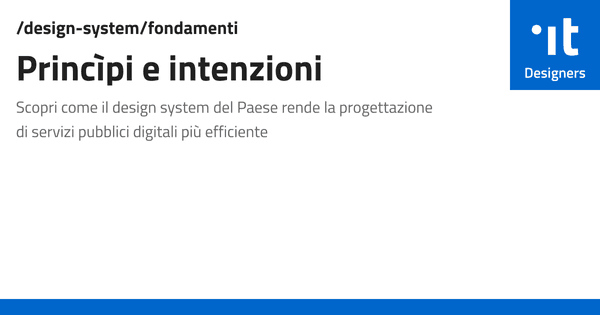 /design-system/fondamenti
Princìpi e intenzioni
Scopri come il design system del Paese rende la progettazione
di servizi pubblici digitali più efficiente
.it
Designers